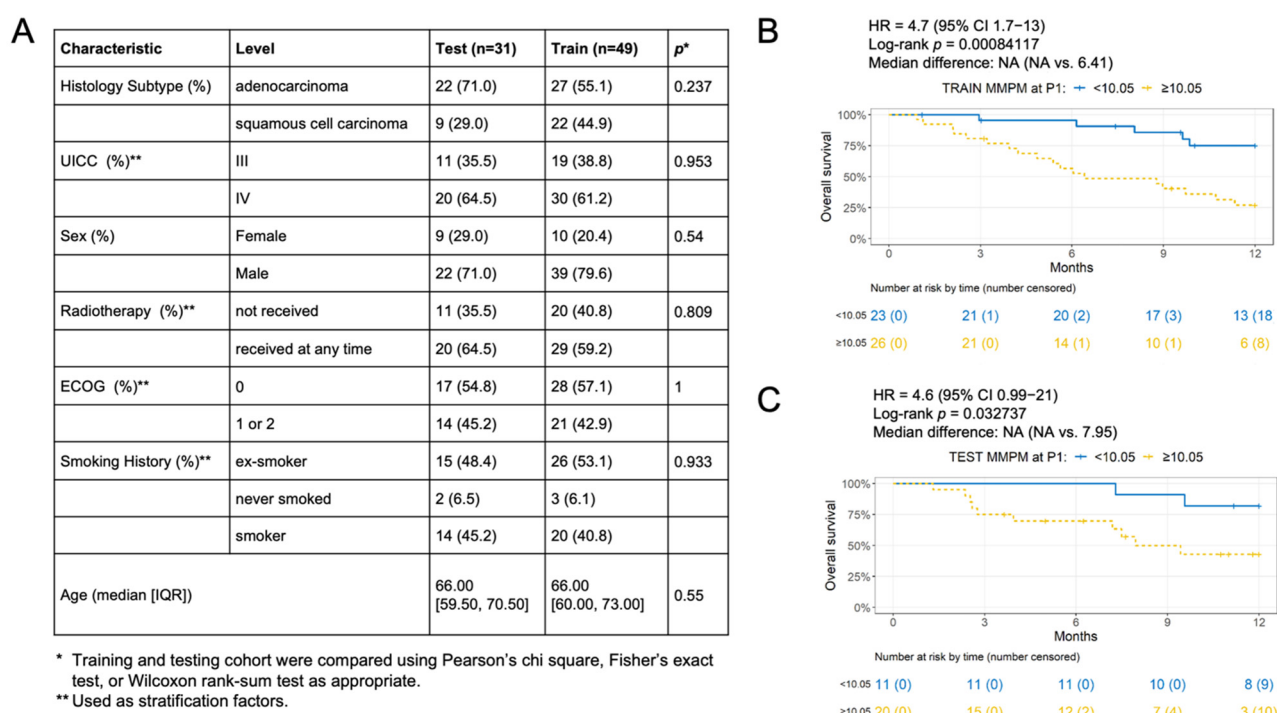 A
Characteristic Level Test (n=31) Train (n=49) p*
Histology Subtype (%) adenocarcinoma 22 (71.0) 27 (55.1) 0.237
squamous cell carcinoma 9 (29.0) 22 (44.9)
UICC (%)** III 11 (35.5) 19 (38.8) 0.953
IV 20 (64.5) 30 (61.2)
Sex (%) Female 9 (29.0) 10 (20.4) 0.54
Male 22 (71.0) 39 (79.6)
Radiotherapy (%)** not received 11 (35.5) 20 (40.8) 0.809
received at any time 20 (64.5) 29 (59.2)
ECOG (%)** 0 17 (54.8) 28 (57.1) 1
1 or 2 14 (45.2) 21 (42.9)
Smoking History (%)** ex-smoker 15 (48.4) 26 (53.1) 0.933
never smoked 2 (6.5) 3 (6.1)
smoker 14 (45.2) 20 (40.8)
Age (median [IQR]) 66.00 [59.50, 70.50] 66.00 [60.00, 73.00] 0.55
* Training and testing cohort were compared using Pearson's chi square, Fisher's exact
test, or Wilcoxon rank-sum test as appropriate.
** Used as stratification factors.
B
HR = 4.7 (95% CI 1.7−13)
Log-rank p = 0.00084117
Median difference: NA (NA vs. 6.41)
TRAIN MMPM at P1: <10.05 ≥10.05
Overall survival
100%
75%
50%
25%
0%
0 3 6 9 12
Months
Number at risk by time (number censored)
<10.05 23 (0) 21 (1) 20 (2) 17 (3) 13 (18
≥10.05 26 (0) 21 (0) 14 (1) 10 (1) 6 (8)
C
HR = 4.6 (95% CI 0.99−21)
Log-rank p = 0.032737
Median difference: NA (NA vs. 7.95)
TEST MMPM at P1: <10.05 ≥10.05
Overall survival
100%
75%
50%
25%
0%
0 3 6 9 12
Months
Number at risk by time (number censored)
<10.05 11 (0) 11 (0) 11 (0) 10 (0) 8 (9)
≥10.05 20 (0) 15 (0) 12 (2) 7 (4) 3 (10)